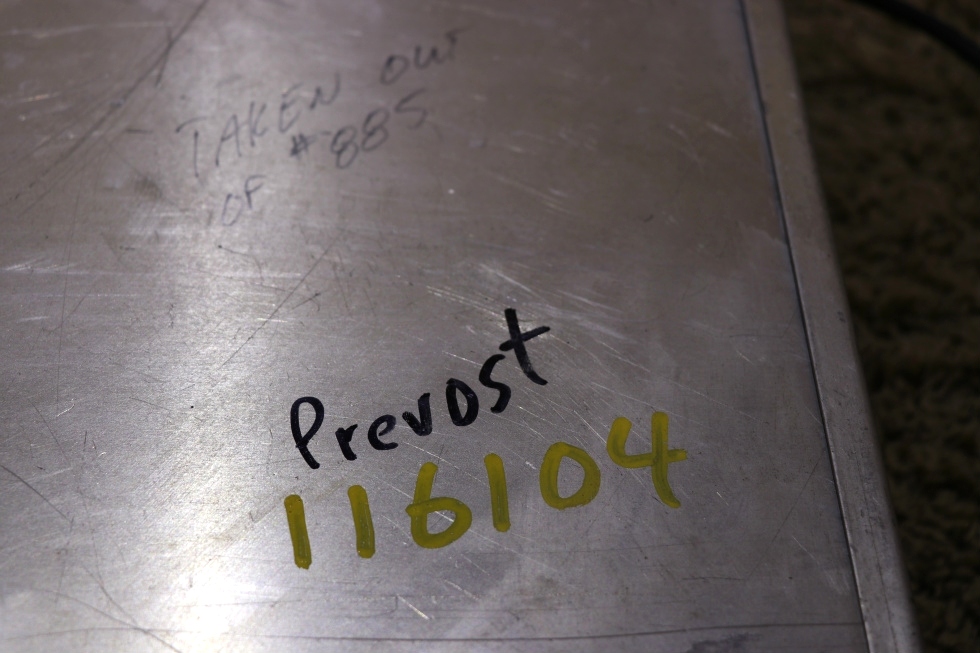 TAKEN OUT
OF #885
Prevost
116104